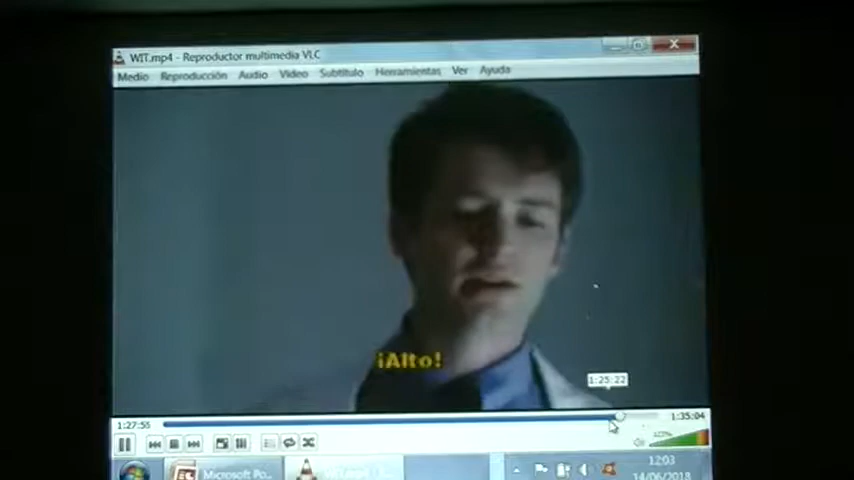 WIT.mp4 - Reproductor multimedia VLC
Medio Reproducción Audio Video Subtítulo Herramientas Ver Ayuda
¡Alto!
1:25:22
1:27:55 1:35:04
Microsoft Po...
12:03
14/06/2018